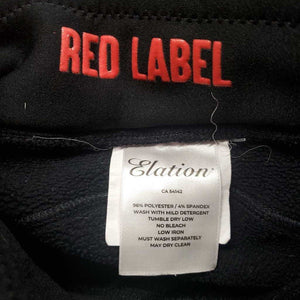 RED LABEL
Elation
CA 54142
96% POLYESTER / 4% SPANDEX
WASH WITH MILD DETERGENT
TUMBLE DRY LOW
NO BLEACH
LOW IRON
MUST WASH SEPARATELY
MAY DRY CLEAN